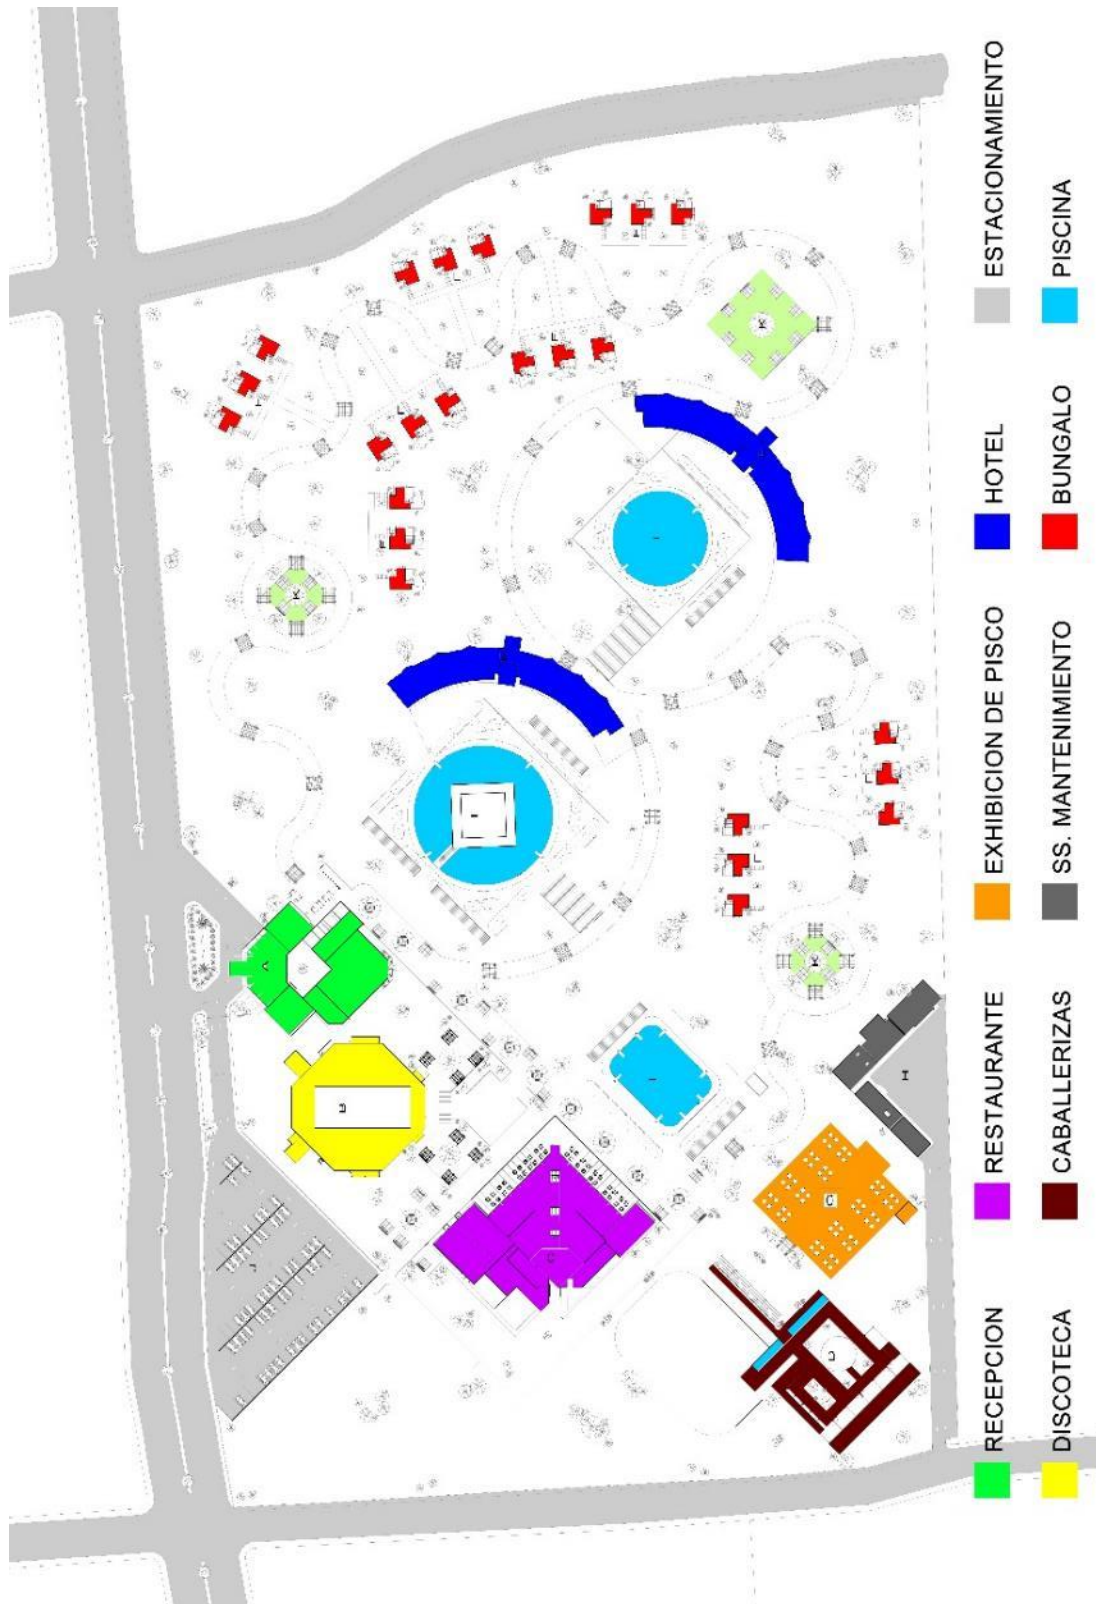 RECEPCION
RESTAURANTE
EXHIBICION DE PISCO
HOTEL
ESTACIONAMIENTO
DISCOTECA
CABALLERIZAS
SS. MANTENIMIENTO
BUNGALO
PISCINA
A
B
C
G
H
K
K
K
L
L
L